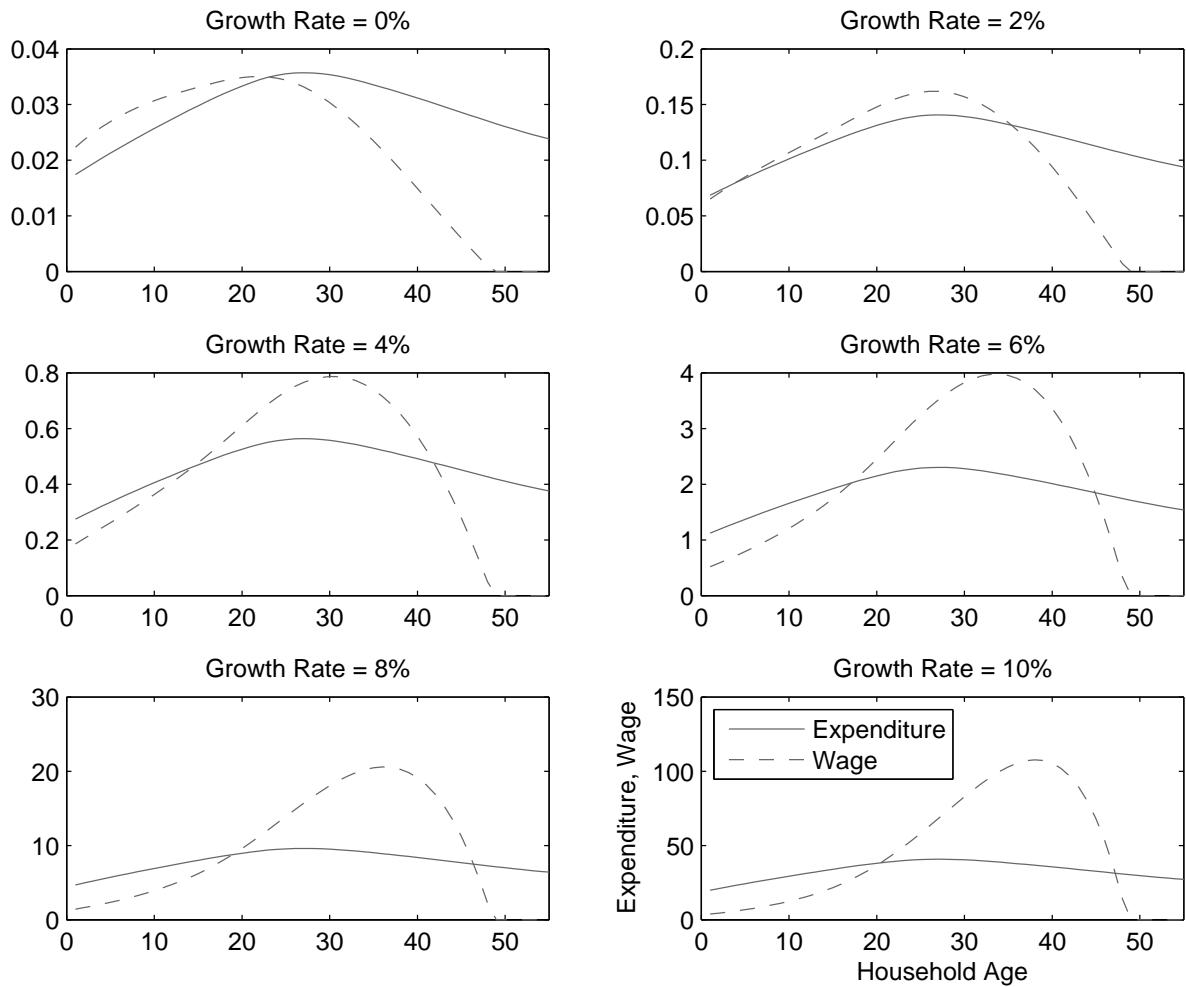 Growth Rate = 0%
0.04
0.03
0.02
0.01
0
0 10 20 30 40 50
Growth Rate = 2%
0.2
0.15
0.1
0.05
0
0 10 20 30 40 50
Growth Rate = 4%
0.8
0.6
0.4
0.2
0
0 10 20 30 40 50
Growth Rate = 6%
4
3
2
1
0
0 10 20 30 40 50
Growth Rate = 8%
30
20
10
0
0 10 20 30 40 50
Growth Rate = 10%
Expenditure, Wage
150
100
50
0
Expenditure
Wage
0 10 20 30 40 50
Household Age